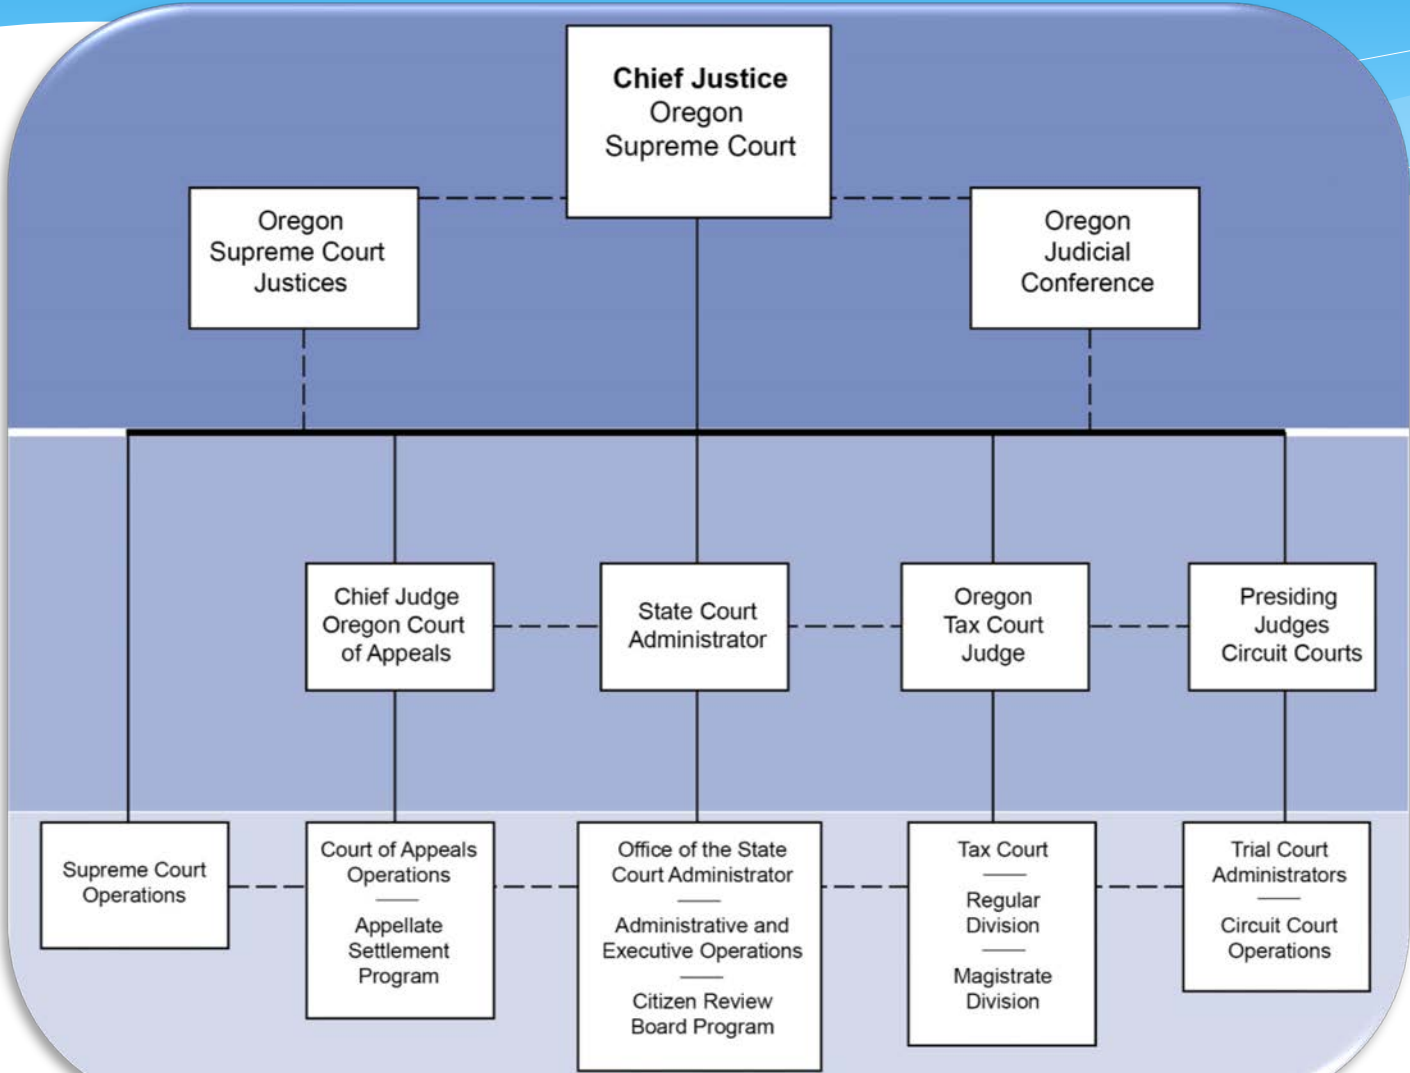 Chief Justice
Oregon
Supreme Court
Oregon
Supreme Court
Justices
Oregon
Judicial
Conference
Chief Judge
Oregon Court
of Appeals
State Court
Administrator
Oregon
Tax Court
Judge
Presiding
Judges
Circuit Courts
Supreme Court
Operations
Court of Appeals
Operations
Appellate
Settlement
Program
Office of the State
Court Administrator
Administrative and
Executive Operations
Citizen Review
Board Program
Tax Court
Regular
Division
Magistrate
Division
Trial Court
Administrators
Circuit Court
Operations